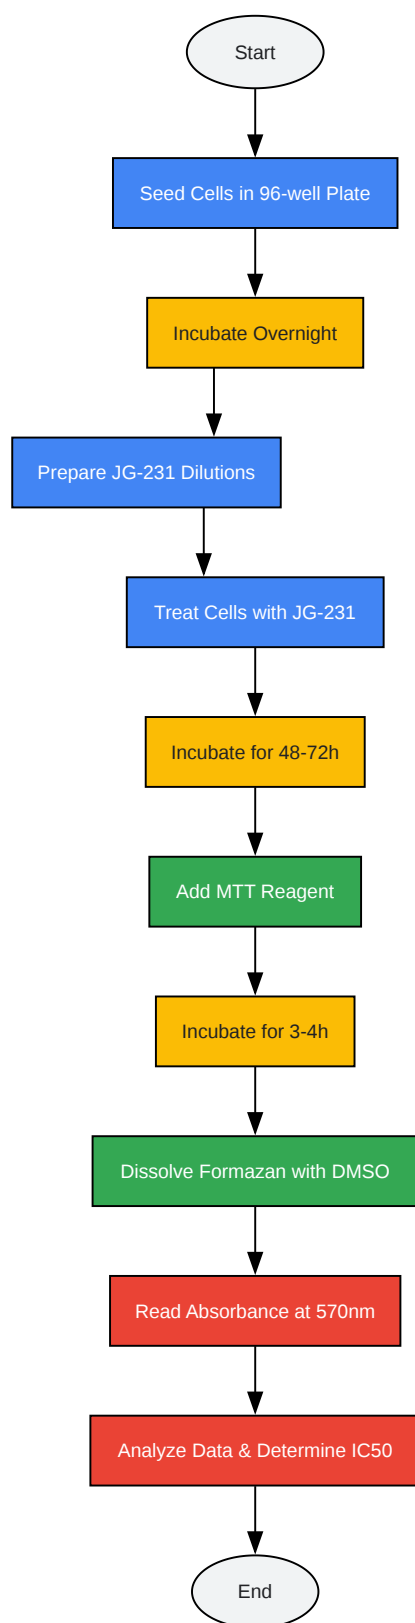 Start
Seed Cells in 96-well Plate
Incubate Overnight
Prepare JG-231 Dilutions
Treat Cells with JG-231
Incubate for 48-72h
Add MTT Reagent
Incubate for 3-4h
Dissolve Formazan with DMSO
Read Absorbance at 570nm
Analyze Data & Determine IC50
End